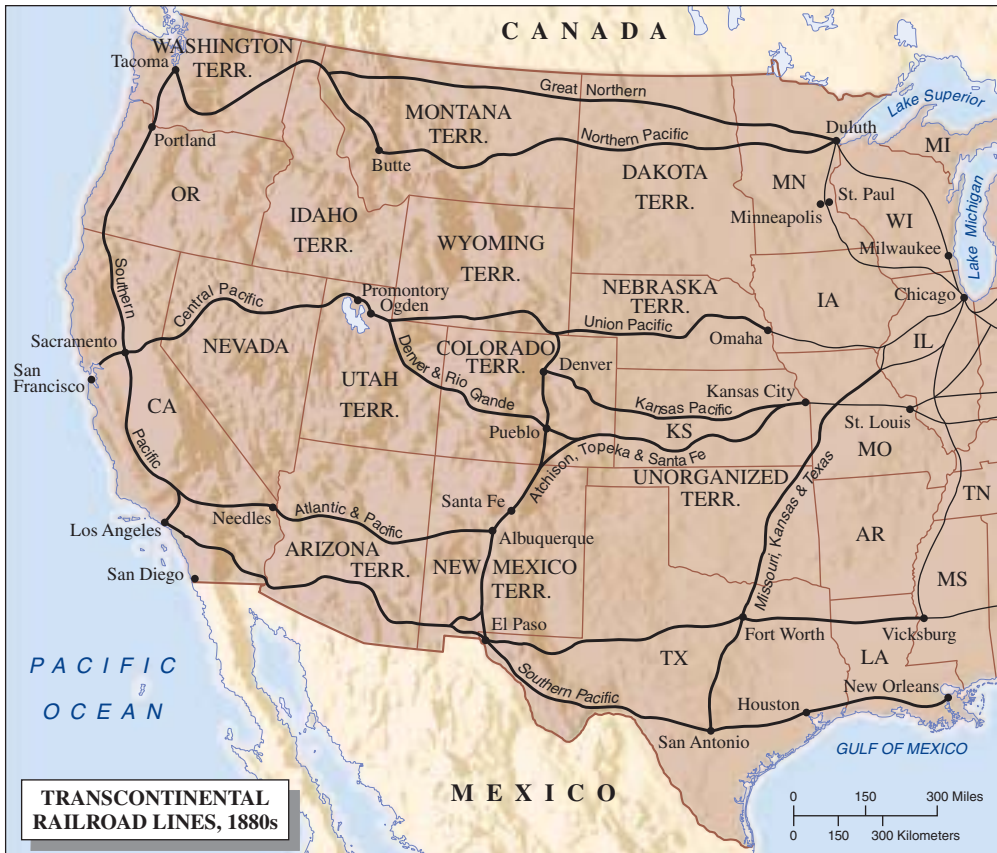 CANADA
WASHINGTON
TERR.
Tacoma
Great Northern
Lake Superior
MONTANA
TERR.
Portland
Northern Pacific
Duluth
MI
Butte
DAKOTA
TERR.
MN
OR
St. Paul
Minneapolis
WI
Lake Michigan
IDAHO
TERR.
WYOMING
TERR.
Milwaukee
Southern
Central Pacific
Promontory
Ogden
NEBRASKA
TERR.
IA
Chicago
Union Pacific
Omaha
Sacramento
NEVADA
COLORADO
TERR.
IL
San
Francisco
Denver & Rio Grande
Denver
UTAH
TERR.
Kansas City
CA
Kansas Pacific
St. Louis
Pueblo
KS
MO
Pacific
Atchison, Topeka & Santa Fe
UNORGANIZED
TERR.
TN
Santa Fe
Missouri, Kansas & Texas
Needles
Atlantic & Pacific
Los Angeles
Albuquerque
AR
ARIZONA
TERR.
NEW MEXICO
TERR.
San Diego
MS
El Paso
Fort Worth
Vicksburg
TX
LA
PACIFIC
OCEAN
Southern Pacific
New Orleans
Houston
San Antonio
GULF OF MEXICO
MEXICO
TRANSCONTINENTAL
RAILROAD LINES, 1880s
0 150 300 Miles
0 150 300 Kilometers